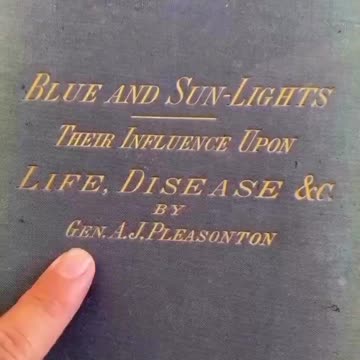 BLUE AND SUN-LIGHTS
THEIR INFLUENCE UPON
LIFE, DISEASE &C.
BY
GEN. A. J. PLEASONTON